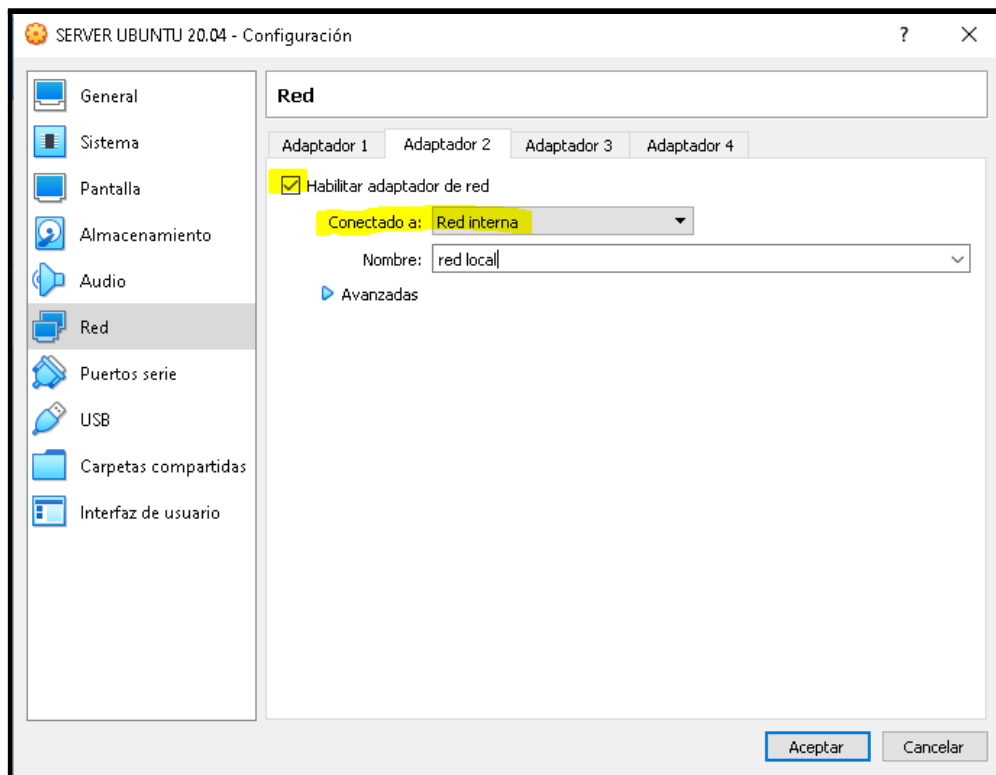 SERVER UBUNTU 20.04 - Configuración
?
General
Sistema
Pantalla
Almacenamiento
Audio
Red
Puertos serie
USB
Carpetas compartidas
Interfaz de usuario
Red
Adaptador 1 Adaptador 2 Adaptador 3 Adaptador 4
Habilitar adaptador de red
Conectado a: Red interna
Nombre: red local
Avanzadas
Aceptar Cancelar